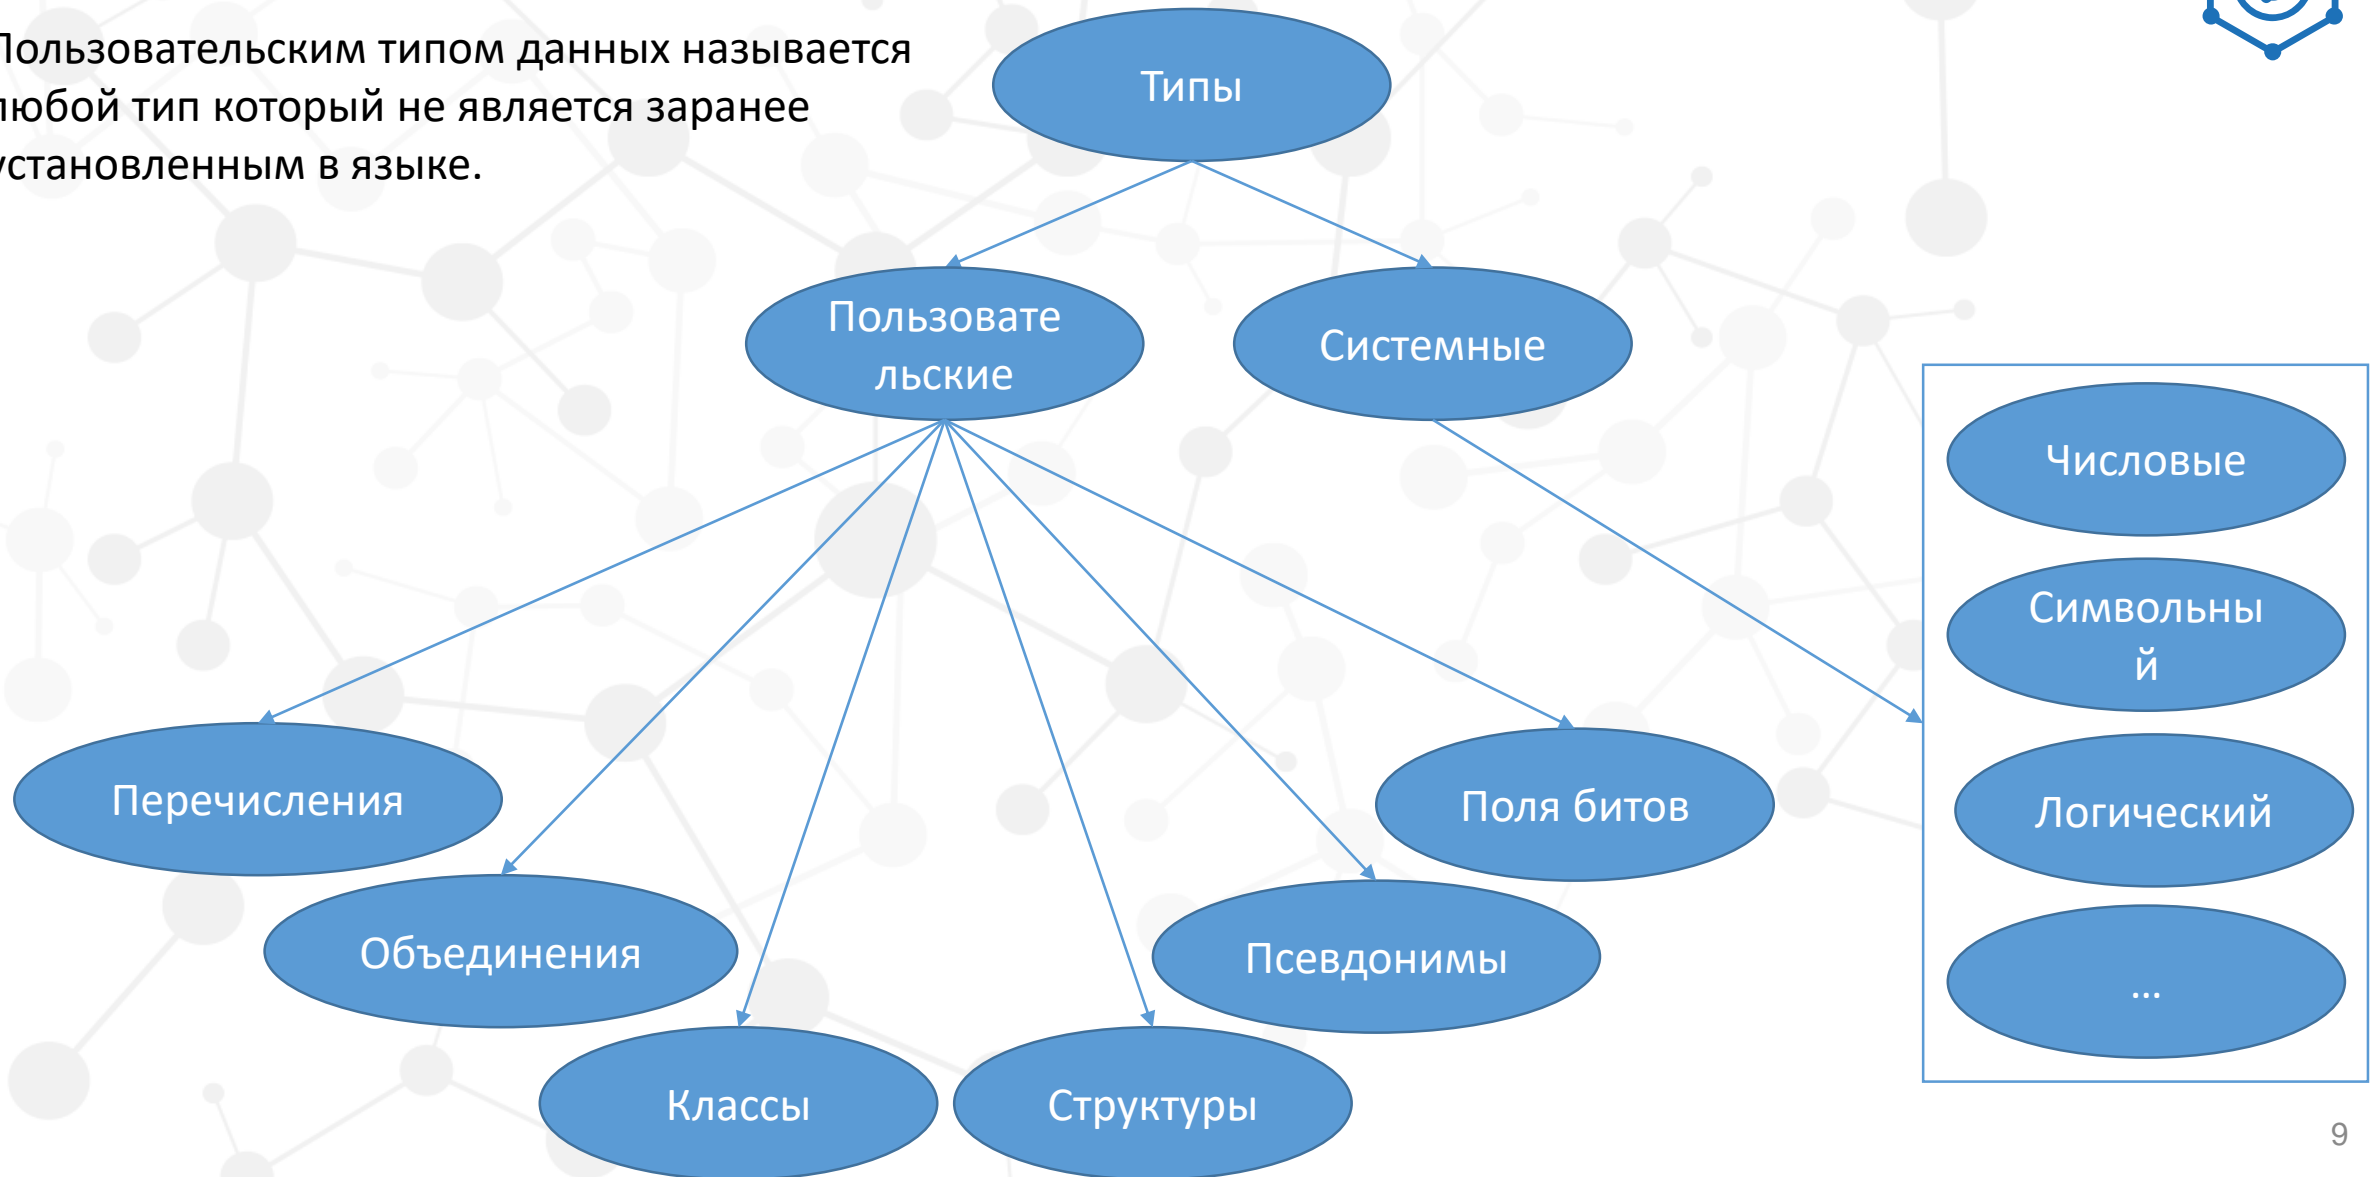 Пользовательским типом данных называется
любой тип который не является заранее
установленным в языке.
Типы
Пользовате
льские
Системные
Числовые
Символьны
й
Логический
...
Перечисления
Объединения
Классы
Структуры
Псевдонимы
Поля битов
9